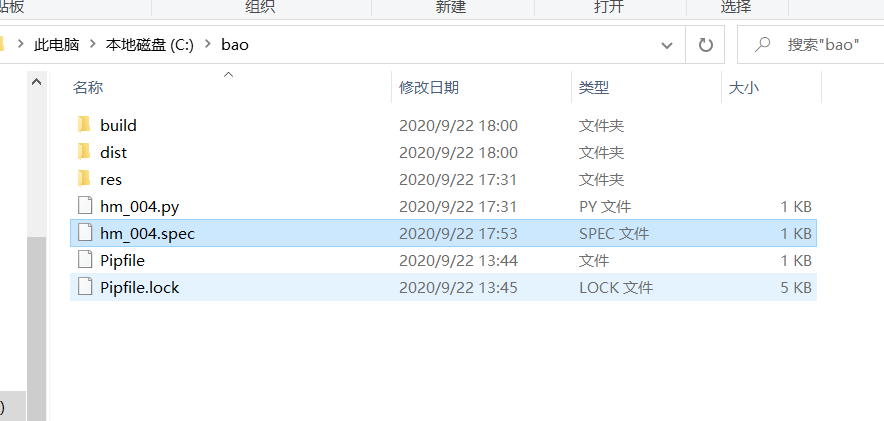 贴板 组织 新建 打开 选择
此电脑 本地磁盘 (C:) bao 搜索"bao"
名称 修改日期 类型 大小
build 2020/9/22 18:00 文件夹
dist 2020/9/22 18:00 文件夹
res 2020/9/22 17:31 文件夹
hm_004.py 2020/9/22 17:31 PY 文件 1 KB
hm_004.spec 2020/9/22 17:53 SPEC 文件 1 KB
Pipfile 2020/9/22 13:44 文件 1 KB
Pipfile.lock 2020/9/22 13:45 LOCK 文件 5 KB
)